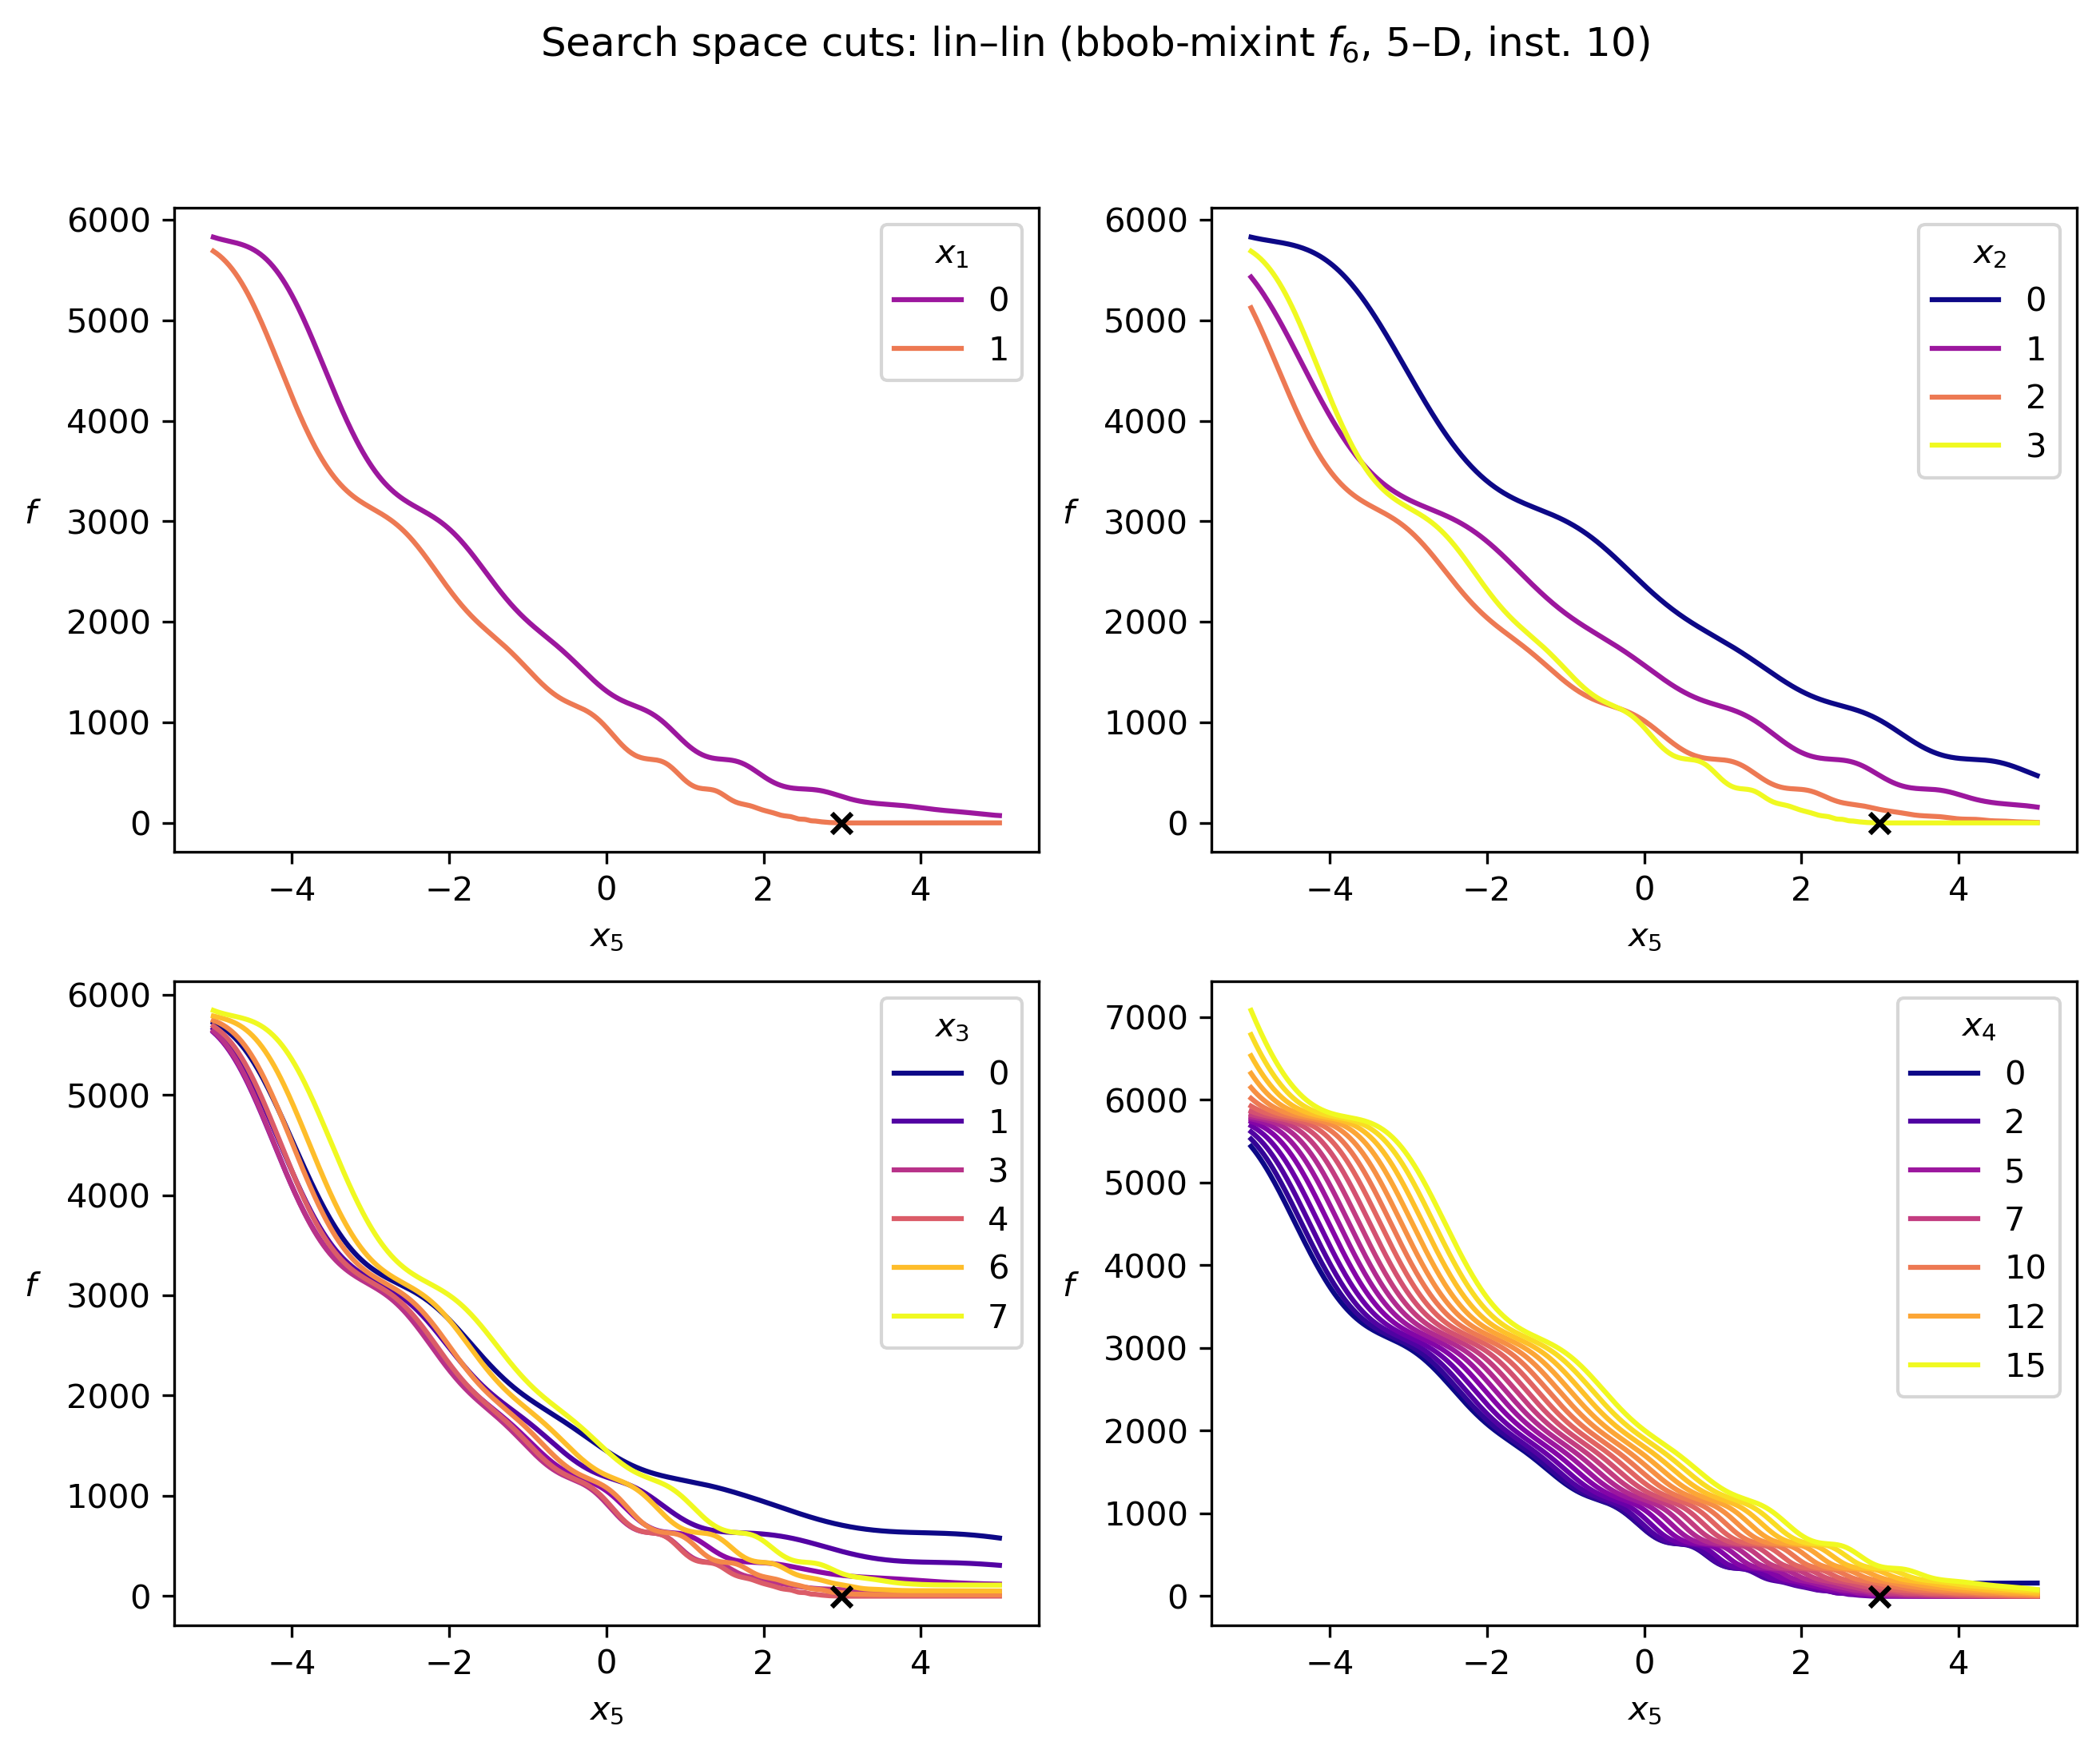 Search space cuts: lin–lin (bbob-mixint f₆, 5–D, inst. 10)
6000
5000
4000
3000
2000
1000
0
f
x₁
0
1
−4 −2 0 2 4
x₅
6000
5000
4000
3000
2000
1000
0
f
x₂
0
1
2
3
−4 −2 0 2 4
x₅
6000
5000
4000
3000
2000
1000
0
f
x₃
0
1
3
4
6
7
−4 −2 0 2 4
x₅
7000
6000
5000
4000
3000
2000
1000
0
f
x₄
0
2
5
7
10
12
15
−4 −2 0 2 4
x₅